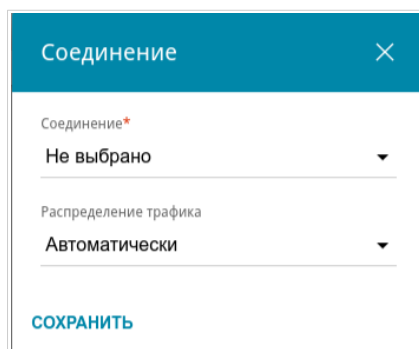 Соединение
Соединение*
Не выбрано
Распределение трафика
Автоматически
СОХРАНИТЬ